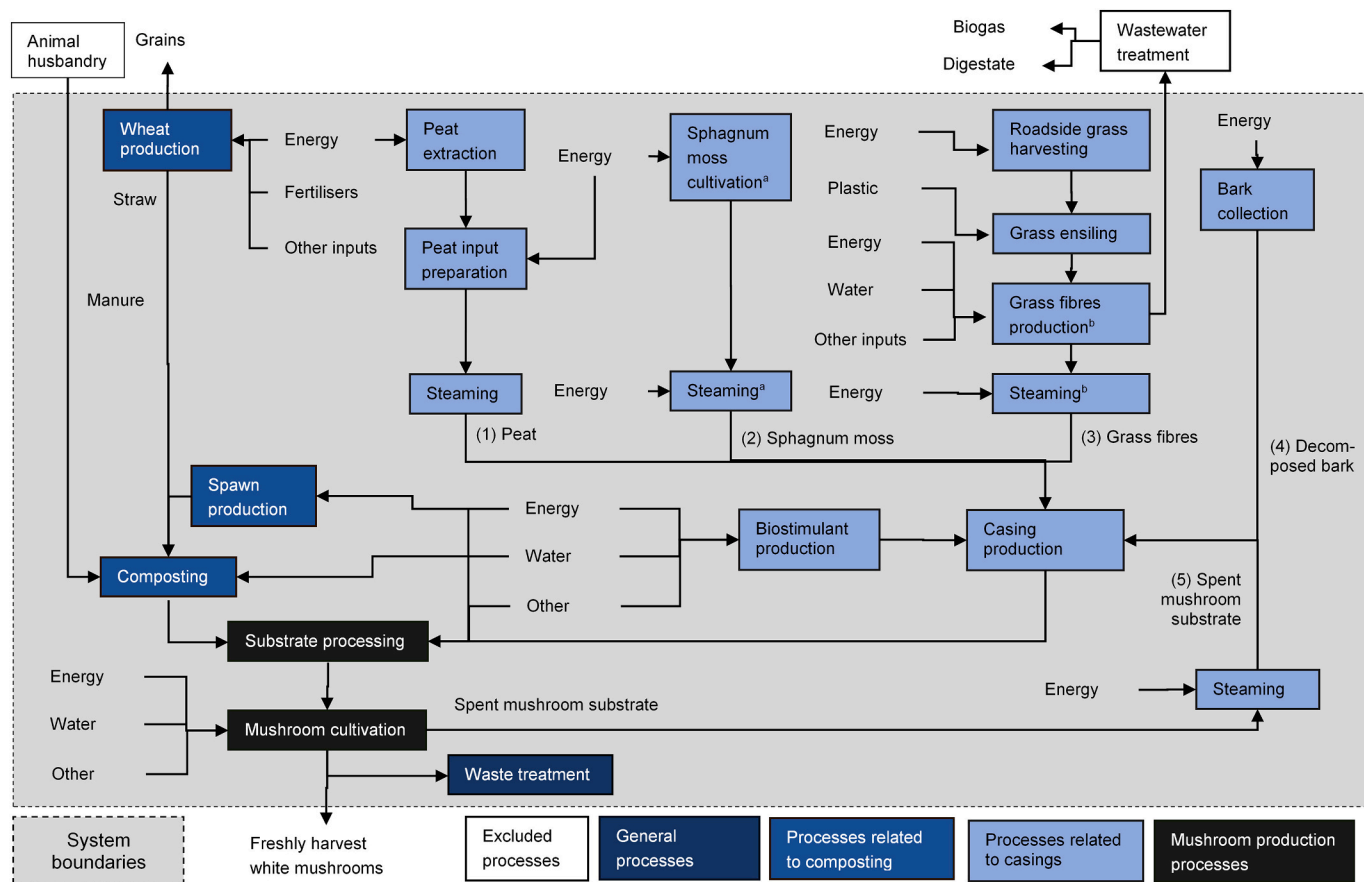 Animal
husbandry
Grains
Biogas
Digestate
Wastewater
treatment
Wheat
production
Energy
Fertilisers
Other inputs
Straw
Manure
Peat
extraction
Energy
Peat input
preparation
Steaming
(1) Peat
Sphagnum
moss
cultivationᵃ
Energy
Steamingᵃ
(2) Sphagnum moss
Energy
Roadside grass
harvesting
Plastic
Grass ensiling
Energy
Water
Other inputs
Grass fibres
productionᵇ
Energy
Steamingᵇ
(3) Grass fibres
Energy
Bark
collection
(4) Decom-
posed bark
Spawn
production
Composting
Energy
Water
Other
Biostimulant
production
Casing
production
(5) Spent
mushroom
substrate
Substrate processing
Energy
Water
Other
Mushroom cultivation
Spent mushroom substrate
Energy
Steaming
Waste treatment
Freshly harvest
white mushrooms
System
boundaries
Excluded
processes
General
processes
Processes related
to composting
Processes related
to casings
Mushroom production
processes